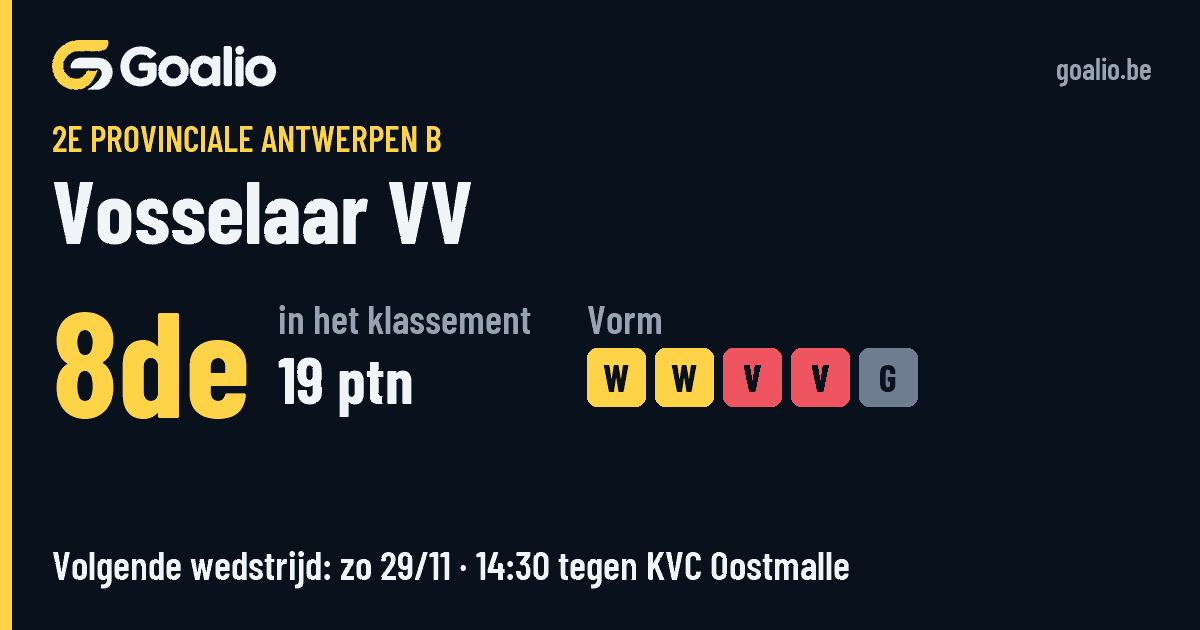 Goalio
goalio.be
2E PROVINCIALE ANTWERPEN B
Vosselaar VV
8de
in het klassement
19 ptn
Vorm
W W V V G
Volgende wedstrijd: zo 29/11 · 14:30 tegen KVC Oostmalle